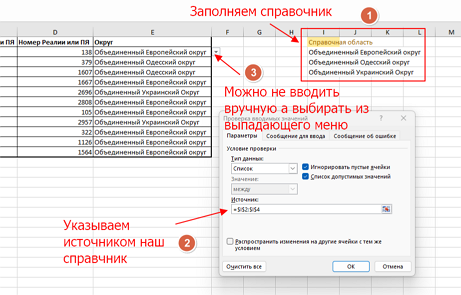 Заполняем справочник
1
D E F G H I J K L M
и ПЯ Номер Реалии или ПЯ Округ
Справочная область
Объединенный Европейский округ
Объединенный Одесский округ
Объединенный Украинский Округ
138 Объединенный Европейский округ
379 Объединенный Одесский округ
1607 Объединенный Одесский округ
1667 Объединенный Европейский округ
2696 Объединенный Украинский Округ
2808 Объединенный Европейский округ
105 Объединенный Европейский округ
2957 Объединенный Украинский Округ
322 Объединенный Европейский округ
1126 Объединенный Европейский округ
1564 Объединенный Европейский округ
3
Можно не вводить
вручную а выбирать из
выпадающего меню
Проверка вводимых значений
Параметры Сообщение для ввода Сообщение об ошибке
Условие проверки
Тип данных:
Список Игнорировать пустые ячейки
Значение: Список допустимых значений
между
Источник:
=$I$2:$I$4
Распространить изменения на другие ячейки с тем же
условием
Очистить все ОК Отмена
Указываем
источником наш
справчник
2